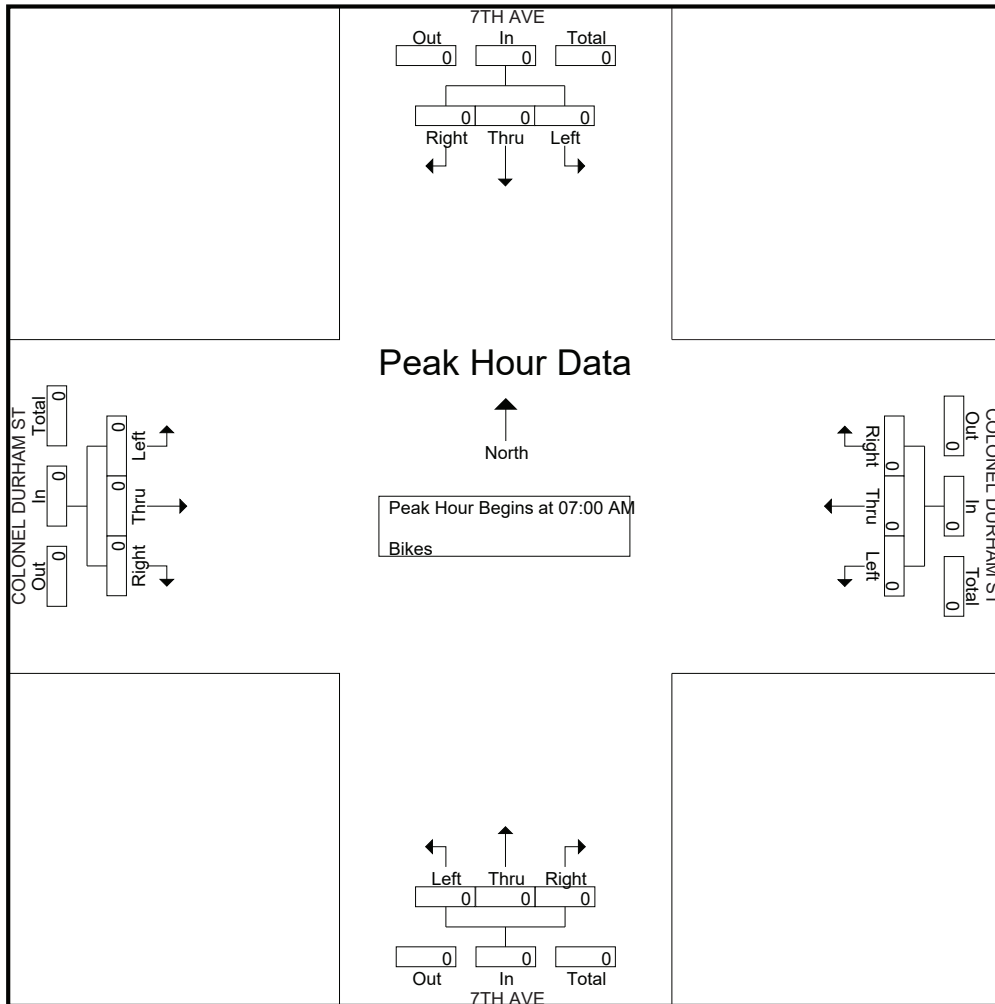 7TH AVE
Out In Total
0 0 0
0 0 0
Right Thru Left
Peak Hour Data
North
Peak Hour Begins at 07:00 AM
Bikes
COLONEL DURHAM ST
Out In Total
0 0 0
0 0 0
Right Thru Left
COLONEL DURHAM ST
Out In Total
0 0 0
0 0 0
Right Thru Left
Left Thru Right
0 0 0
0 0 0
Out In Total
7TH AVE